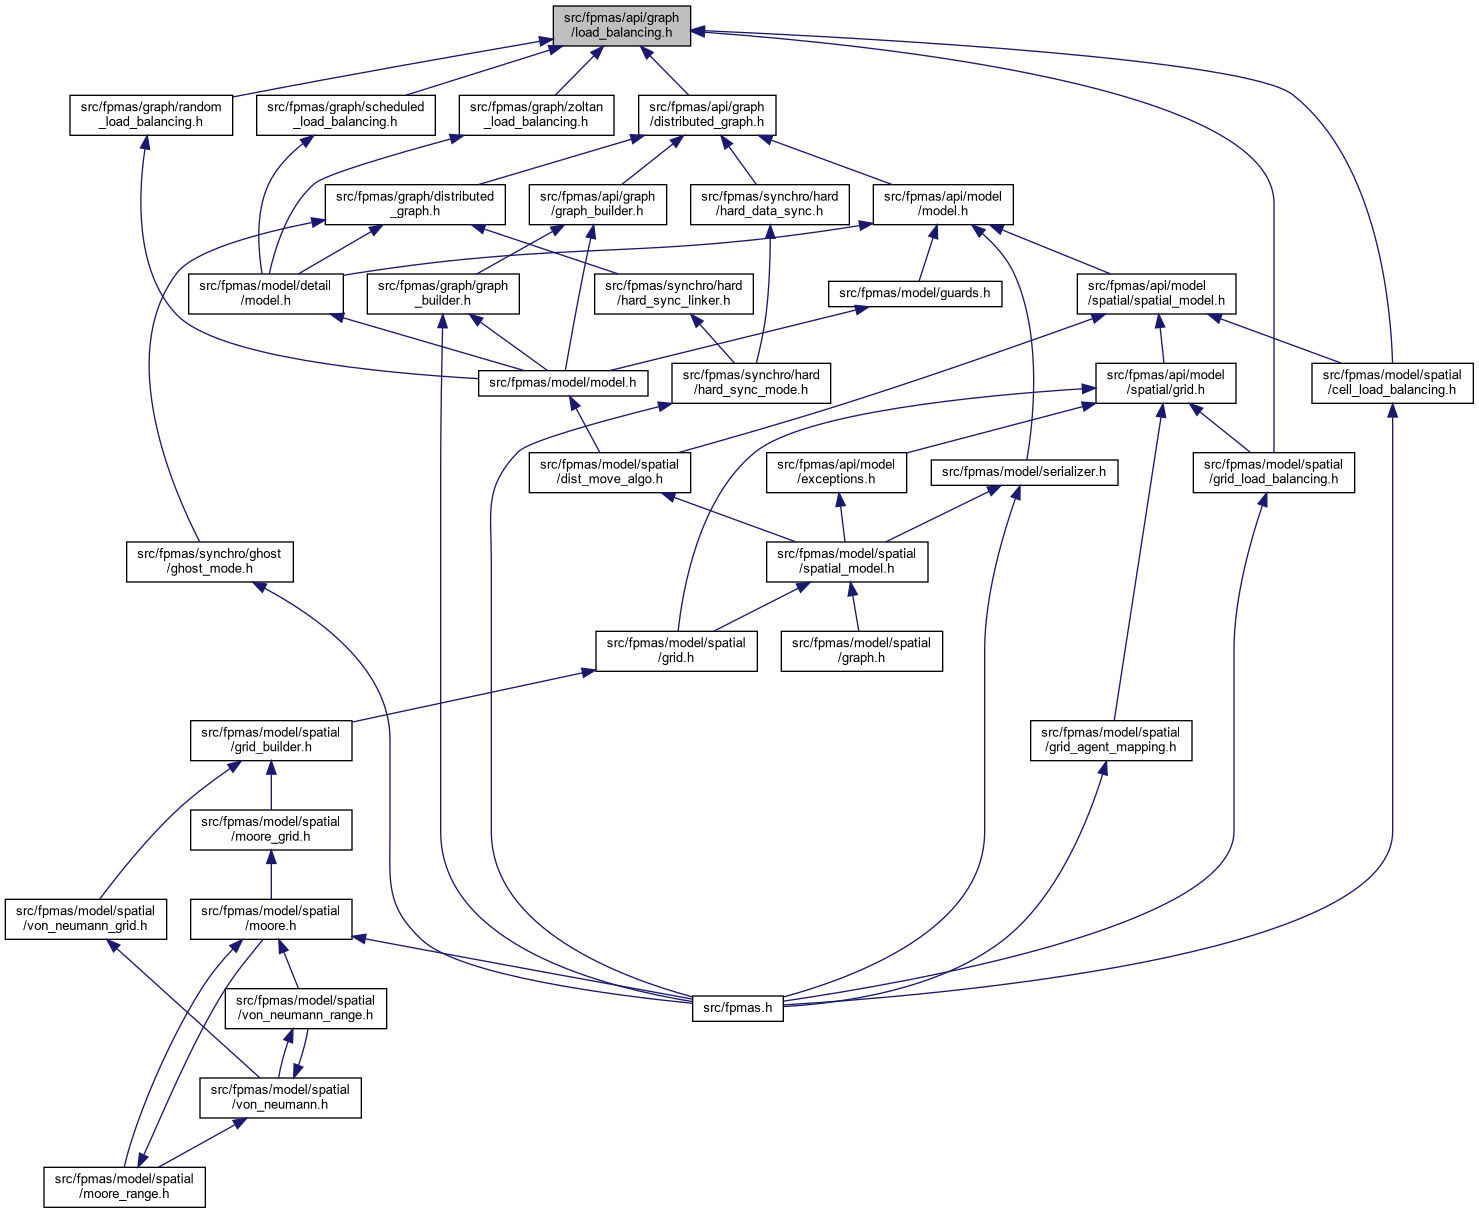 src/fpmas/api/graph
/load_balancing.h
src/fpmas/graph/random
_load_balancing.h
src/fpmas/graph/scheduled
_load_balancing.h
src/fpmas/graph/zoltan
_load_balancing.h
src/fpmas/api/graph
/distributed_graph.h
src/fpmas/graph/distributed
_graph.h
src/fpmas/api/graph
/graph_builder.h
src/fpmas/synchro/hard
/hard_data_sync.h
src/fpmas/api/model
/model.h
src/fpmas/model/detail
/model.h
src/fpmas/graph/graph
_builder.h
src/fpmas/synchro/hard
/hard_sync_linker.h
src/fpmas/model/guards.h
src/fpmas/api/model
/spatial/spatial_model.h
src/fpmas/model/model.h
src/fpmas/synchro/hard
/hard_sync_mode.h
src/fpmas/api/model
/spatial/grid.h
src/fpmas/model/spatial
/cell_load_balancing.h
src/fpmas/model/spatial
/dist_move_algo.h
src/fpmas/api/model
/exceptions.h
src/fpmas/model/serializer.h
src/fpmas/model/spatial
/grid_load_balancing.h
src/fpmas/synchro/ghost
/ghost_mode.h
src/fpmas/model/spatial
/spatial_model.h
src/fpmas/model/spatial
/grid.h
src/fpmas/model/spatial
/graph.h
src/fpmas/model/spatial
/grid_builder.h
src/fpmas/model/spatial
/grid_agent_mapping.h
src/fpmas/model/spatial
/moore_grid.h
src/fpmas/model/spatial
/von_neumann_grid.h
src/fpmas/model/spatial
/moore.h
src/fpmas/model/spatial
/von_neumann_range.h
src/fpmas.h
src/fpmas/model/spatial
/von_neumann.h
src/fpmas/model/spatial
/moore_range.h